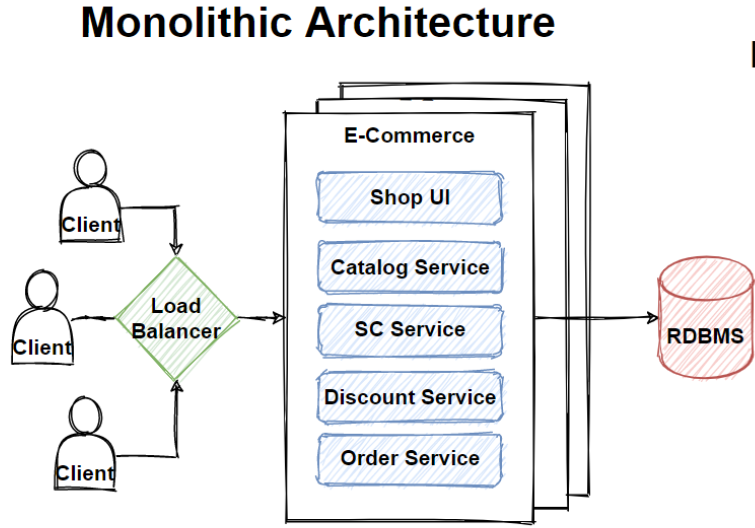 Monolithic Architecture
E-Commerce
Shop UI
Catalog Service
SC Service
Discount Service
Order Service
Client
Client
Client
Load
Balancer
RDBMS